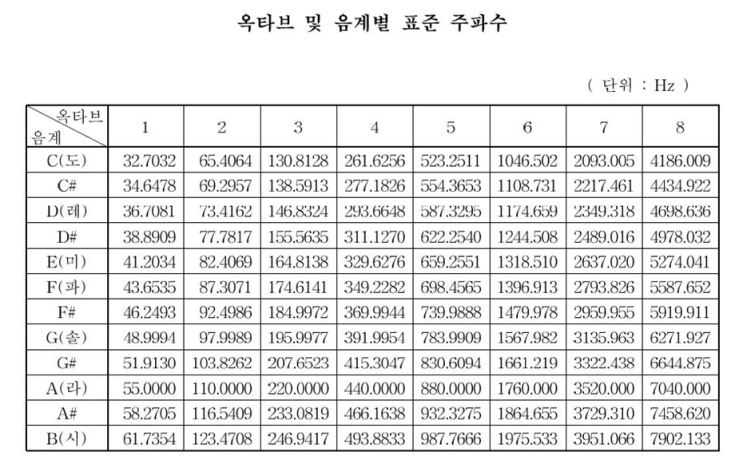 옥타브 및 음계별 표준 주파수
( 단위 : Hz )
옥타브
음계 1 2 3 4 5 6 7 8
C(도) 32.7032 65.4064 130.8128 261.6256 523.2511 1046.502 2093.005 4186.009
C# 34.6478 69.2957 138.5913 277.1826 554.3653 1108.731 2217.461 4434.922
D(레) 36.7081 73.4162 146.8324 293.6648 587.3295 1174.659 2349.318 4698.636
D# 38.8909 77.7817 155.5635 311.1270 622.2540 1244.508 2489.016 4978.032
E(미) 41.2034 82.4069 164.8138 329.6276 659.2551 1318.510 2637.020 5274.041
F(파) 43.6535 87.3071 174.6141 349.2282 698.4565 1396.913 2793.826 5587.652
F# 46.2493 92.4986 184.9972 369.9944 739.9888 1479.978 2959.955 5919.911
G(솔) 48.9994 97.9989 195.9977 391.9954 783.9909 1567.982 3135.963 6271.927
G# 51.9130 103.8262 207.6523 415.3047 830.6094 1661.219 3322.438 6644.875
A(라) 55.0000 110.0000 220.0000 440.0000 880.0000 1760.000 3520.000 7040.000
A# 58.2705 116.5409 233.0819 466.1638 932.3275 1864.655 3729.310 7458.620
B(시) 61.7354 123.4708 246.9417 493.8833 987.7666 1975.533 3951.066 7902.133